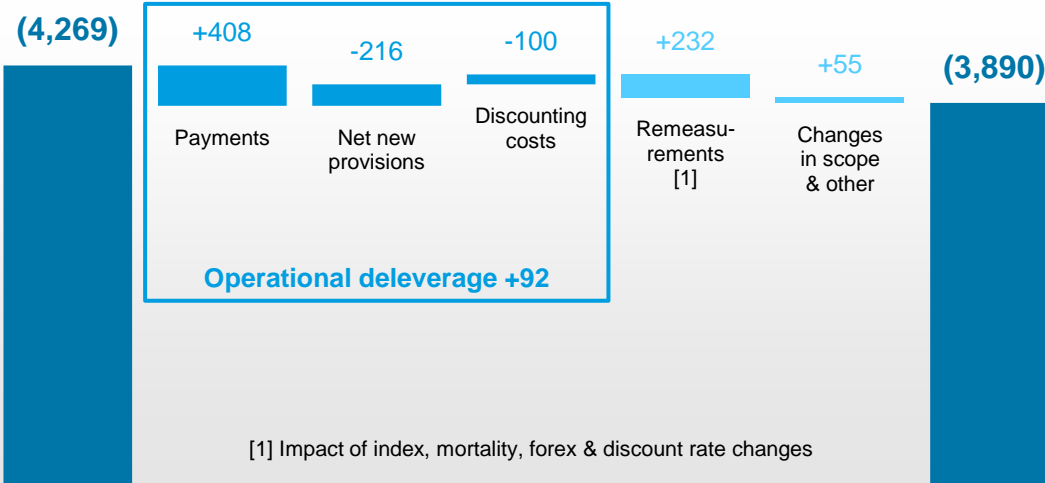 (4,269)
+408
-216
-100
+232
+55
(3,890)
Payments
Net new
provisions
Discounting
costs
Remeasu-
rements
[1]
Changes
in scope
& other
Operational deleverage +92
[1] Impact of index, mortality, forex & discount rate changes